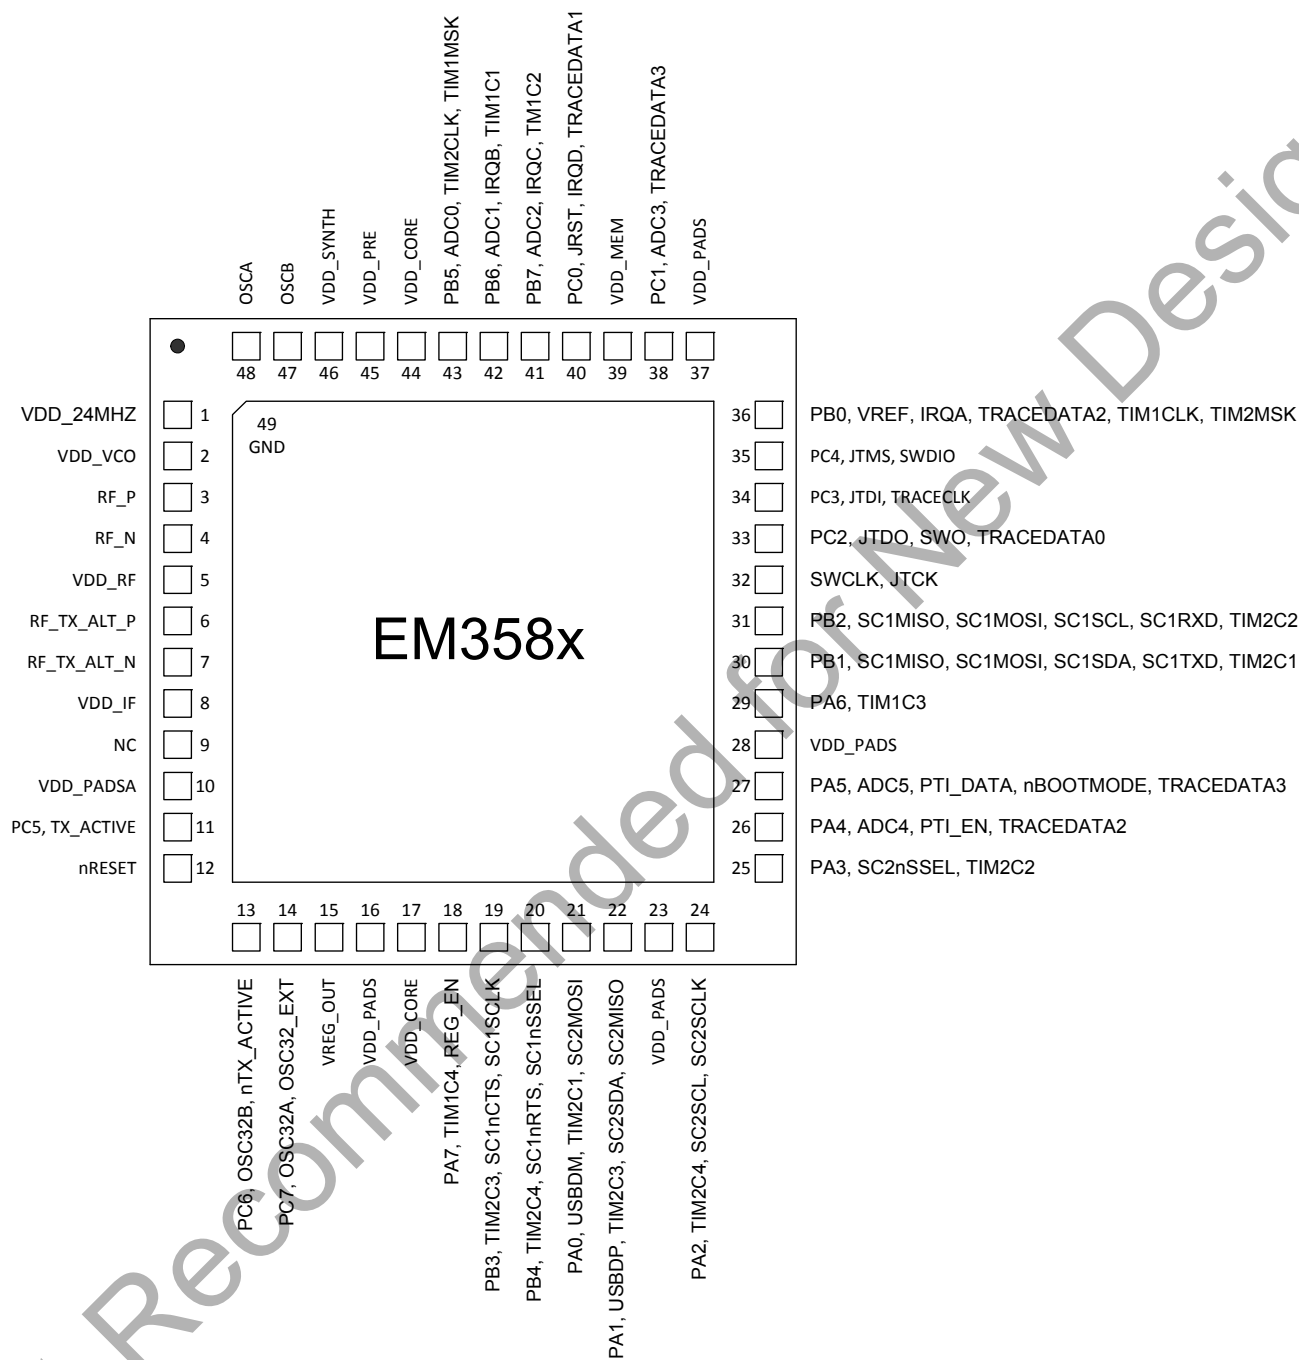 OSCA
OSCB
VDD_SYNTH
VDD_PRE
VDD_CORE
PB5, ADC0, TIM2CLK, TIM1MSK
PB6, ADC1, IRQB, TIM1C1
PB7, ADC2, IRQC, TM1C2
PC0, JRST, IRQD, TRACEDATA1
VDD_MEM
PC1, ADC3, TRACEDATA3
VDD_PADS
48 47 46 45 44 43 42 41 40 39 38 37
VDD_24MHZ 1
VDD_VCO 2
RF_P 3
RF_N 4
VDD_RF 5
RF_TX_ALT_P 6
RF_TX_ALT_N 7
VDD_IF 8
NC 9
VDD_PADSA 10
PC5, TX_ACTIVE 11
nRESET 12
49
GND
EM358x
36 PB0, VREF, IRQA, TRACEDATA2, TIM1CLK, TIM2MSK
35 PC4, JTMS, SWDIO
34 PC3, JTDI, TRACECLK
33 PC2, JTDO, SWO, TRACEDATA0
32 SWCLK, JTCK
31 PB2, SC1MISO, SC1MOSI, SC1SCL, SC1RXD, TIM2C2
30 PB1, SC1MISO, SC1MOSI, SC1SDA, SC1TXD, TIM2C1
29 PA6, TIM1C3
28 VDD_PADS
27 PA5, ADC5, PTI_DATA, nBOOTMODE, TRACEDATA3
26 PA4, ADC4, PTI_EN, TRACEDATA2
25 PA3, SC2nSSEL, TIM2C2
13 14 15 16 17 18 19 20 21 22 23 24
PC6, OSC32B, nTX_ACTIVE
PC7, OSC32A, OSC32_EXT
VREG_OUT
VDD_PADS
VDD_CORE
PA7, TIM1C4, REG_EN
PB3, TIM2C3, SC1nCTS, SC1SCLK
PB4, TIM2C4, SC1nRTS, SC1nSSEL
PA0, USBDM, TIM2C1, SC2MOSI
PA1, USBDP, TIM2C3, SC2SDA, SC2MISO
VDD_PADS
PA2, TIM2C4, SC2SCL, SC2SCLK
Recommended for New Desig